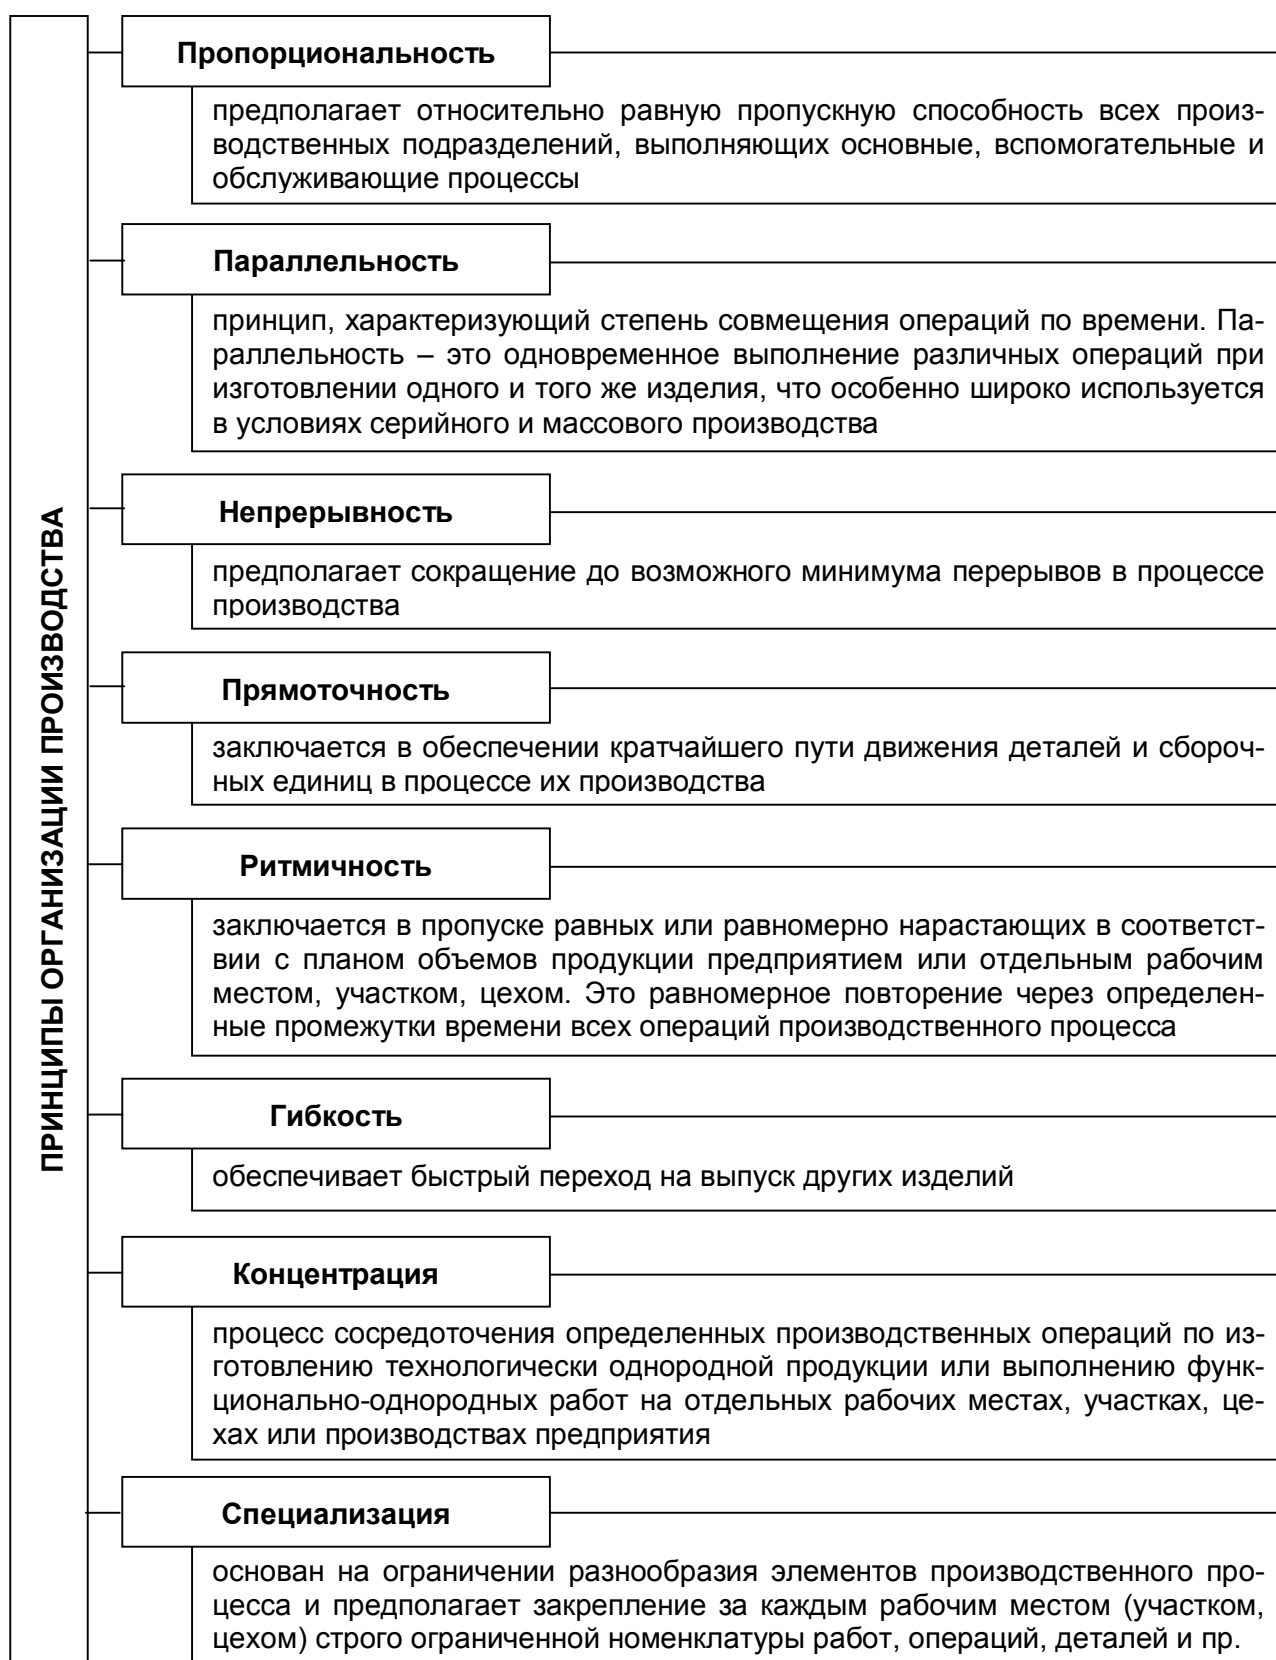 ПРИНЦИПЫ ОРГАНИЗАЦИИ ПРОИЗВОДСТВА
Пропорциональность
предполагает относительно равную пропускную способность всех произ-
водственных подразделений, выполняющих основные, вспомогательные и
обслуживающие процессы
Параллельность
принцип, характеризующий степень совмещения операций по времени. Па-
раллельность – это одновременное выполнение различных операций при
изготовлении одного и того же изделия, что особенно широко используется
в условиях серийного и массового производства
Непрерывность
предполагает сокращение до возможного минимума перерывов в процессе
производства
Прямоточность
заключается в обеспечении кратчайшего пути движения деталей и сбороч-
ных единиц в процессе их производства
Ритмичность
заключается в пропуске равных или равномерно нарастающих в соответст-
вии с планом объемов продукции предприятием или отдельным рабочим
местом, участком, цехом. Это равномерное повторение через определен-
ные промежутки времени всех операций производственного процесса
Гибкость
обеспечивает быстрый переход на выпуск других изделий
Концентрация
процесс сосредоточения определенных производственных операций по из-
готовлению технологически однородной продукции или выполнению функ-
ционально-однородных работ на отдельных рабочих местах, участках, це-
хах или производствах предприятия
Специализация
основан на ограничении разнообразия элементов производственного про-
цесса и предполагает закрепление за каждым рабочим местом (участком,
цехом) строго ограниченной номенклатуры работ, операций, деталей и пр.